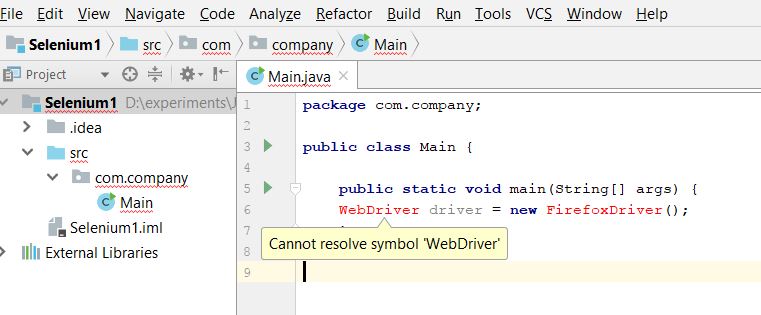 File Edit View Navigate Code Analyze Refactor Build Run Tools VCS Window Help
Selenium1 src com company Main
Project
Main.java
Selenium1 D:\experiments\J
.idea
src
com.company
Main
Selenium1.iml
External Libraries
1 package com.company;
2
3 public class Main {
4
5 public static void main(String[] args) {
6 WebDriver driver = new FirefoxDriver();
7
Cannot resolve symbol 'WebDriver'
8
9